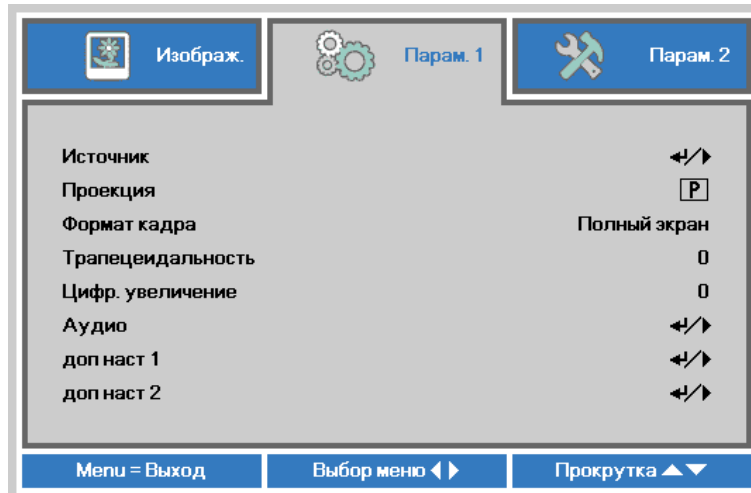 Изображ.
Парам. 1
Парам. 2
Источник
Проекция P
Формат кадра Полный экран
Трапецеидальность 0
Цифр. увеличение 0
Аудио
доп наст 1
доп наст 2
Menu = Выход
Выбор меню
Прокрутка